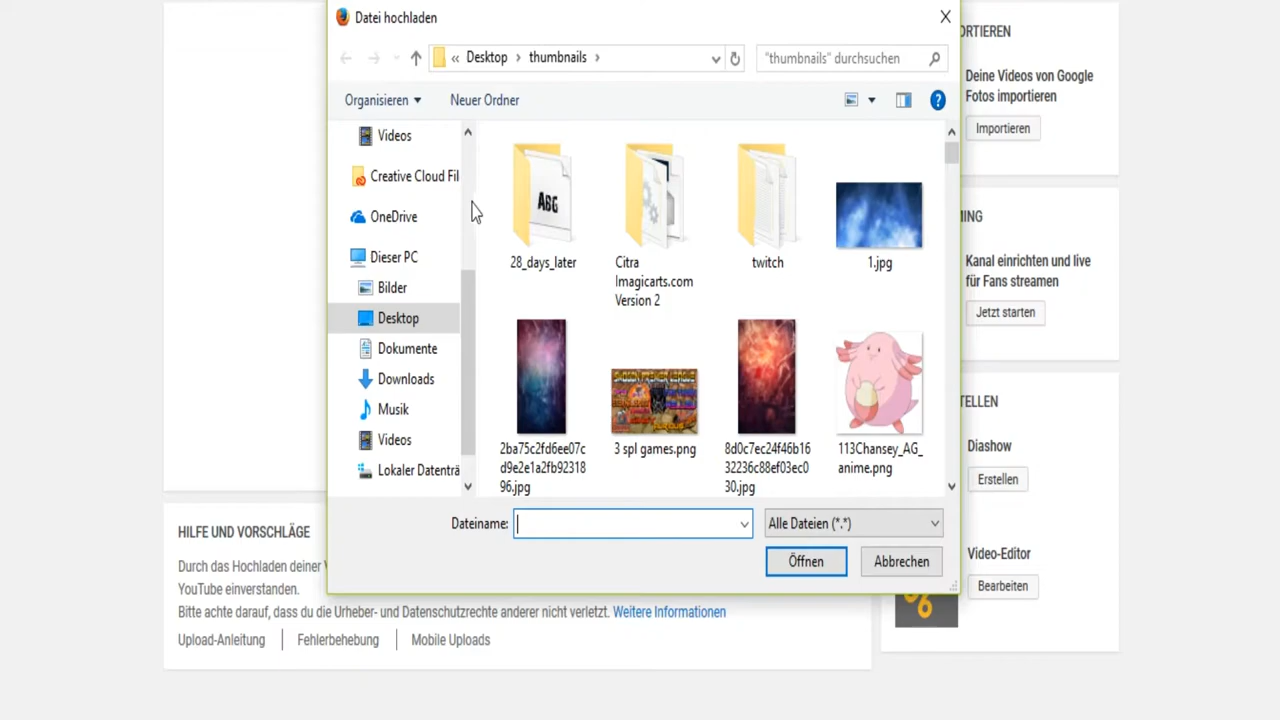 Datei hochladen
« Desktop › thumbnails ›
"thumbnails" durchsuchen
Organisieren
Neuer Ordner
?
Videos
Creative Cloud Fil
OneDrive
Dieser PC
Bilder
Desktop
Dokumente
Downloads
Musik
Videos
Lokaler Datenträ
28_days_later
Citra
Imagicarts.com
Version 2
twitch
1.jpg
2ba75c2fd6ee07c
d9e2e1a2fb92318
96.jpg
3 spl games.png
8d0c7ec24f46b16
32236c88ef03ec0
30.jpg
113Chansey_AG_
anime.png
Dateiname:
Alle Dateien (*.*)
Öffnen
Abbrechen
HILFE UND VORSCHLÄGE
Durch das Hochladen deiner V
YouTube einverstanden.
Bitte achte darauf, dass du die Urheber- und Datenschutzrechte anderer nicht verletzt. Weitere Informationen
Upload-Anleitung
Fehlerbehebung
Mobile Uploads
ORTIEREN
Deine Videos von Google
Fotos importieren
Importieren
ING
Kanal einrichten und live
für Fans streamen
Jetzt starten
TELLEN
Diashow
Erstellen
Video-Editor
Bearbeiten